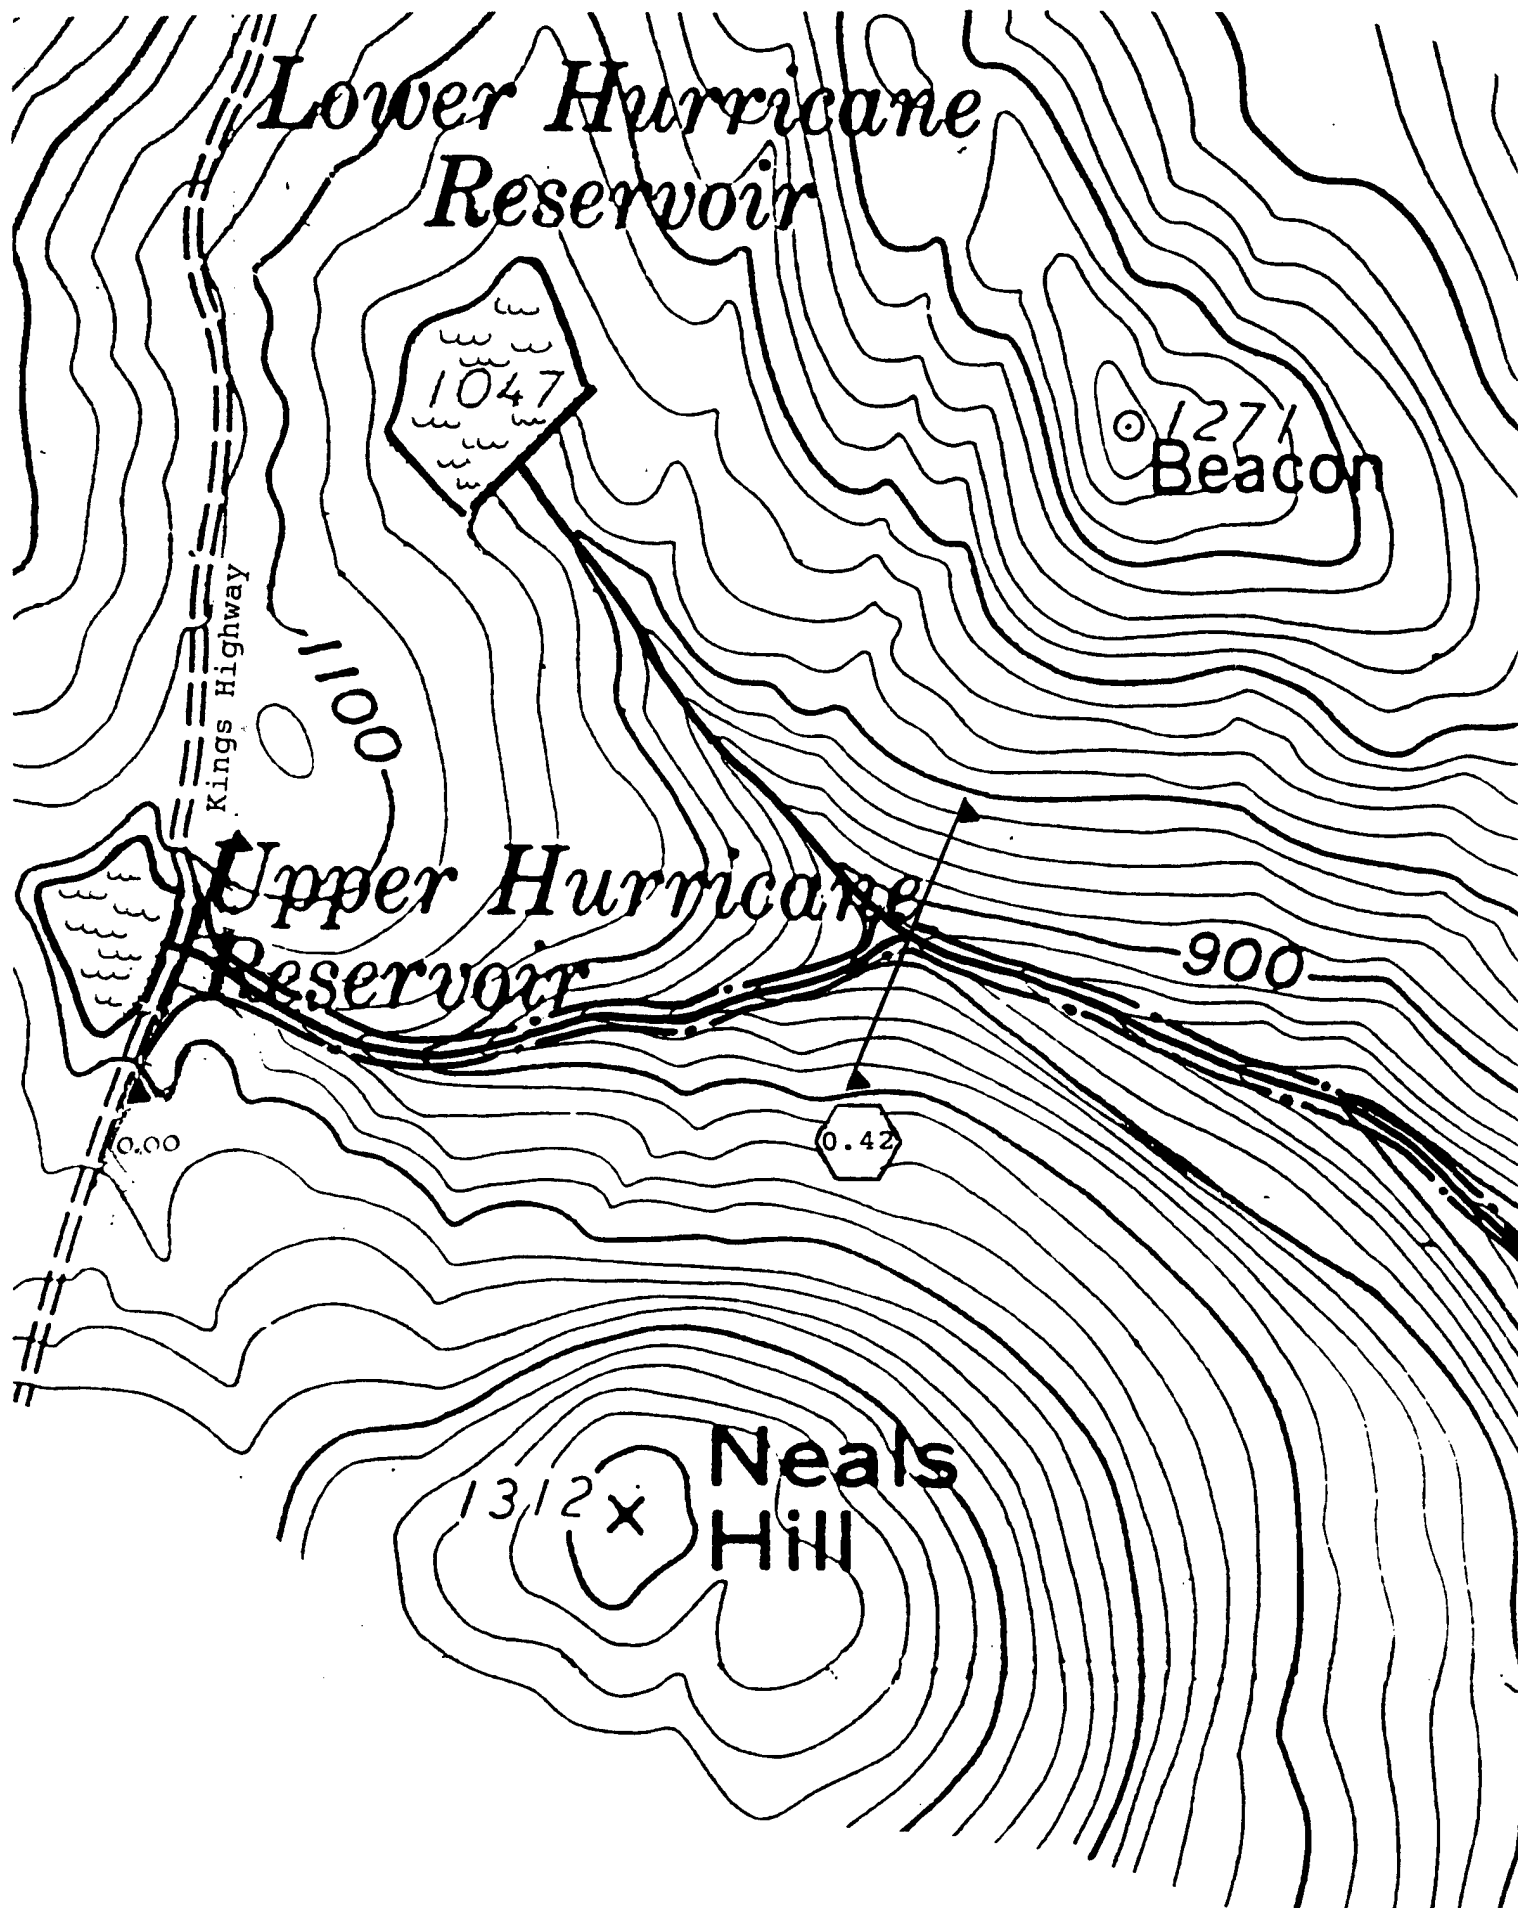 Lower Hurricane
Reservoir
1047
1271
Beacon
Kings Highway
1100
Upper Hurricane
Reservoir
900
0.42
0.00
Neals
Hill
1312